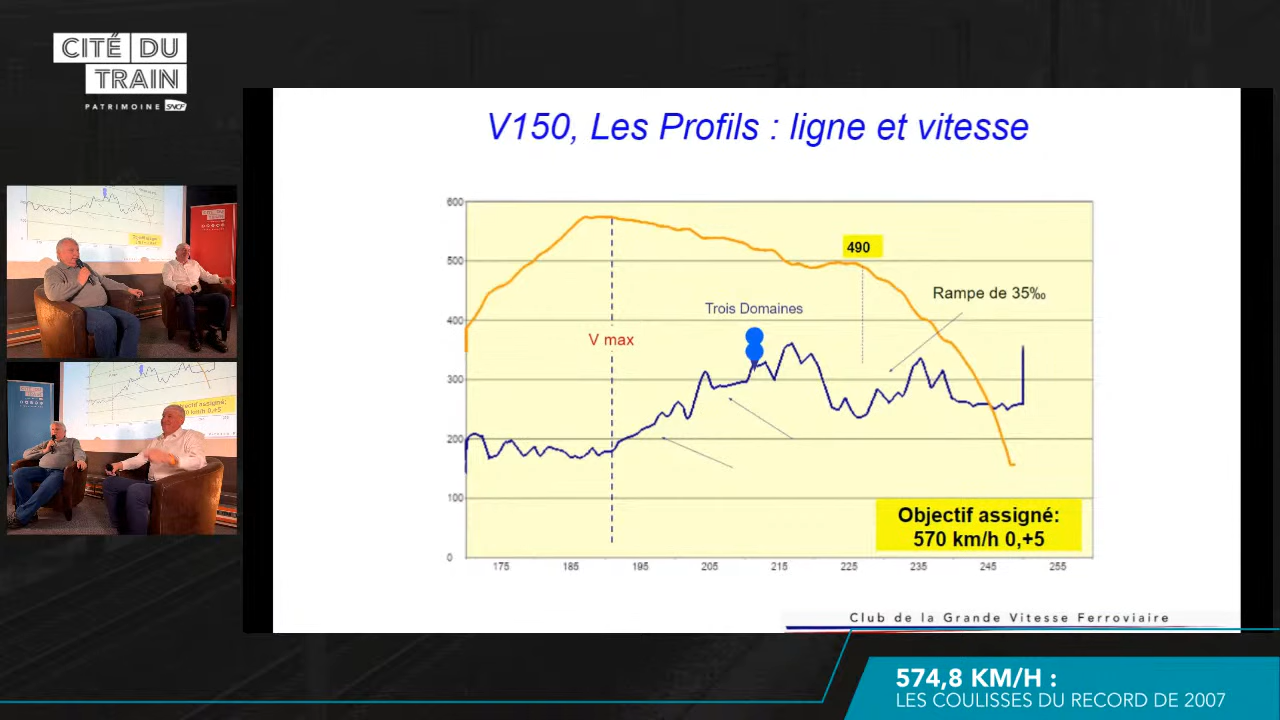 CITÉ DU
TRAIN
PATRIMOINE SNCF
V150, Les Profils : ligne et vitesse
600
500
400
300
200
100
0
490
Rampe de 35‰
Trois Domaines
V max
Objectif assigné:
570 km/h 0,+5
175 185 195 205 215 225 235 245 255
Club de la Grande Vitesse Ferroviaire
574,8 KM/H :
LES COULISSES DU RECORD DE 2007